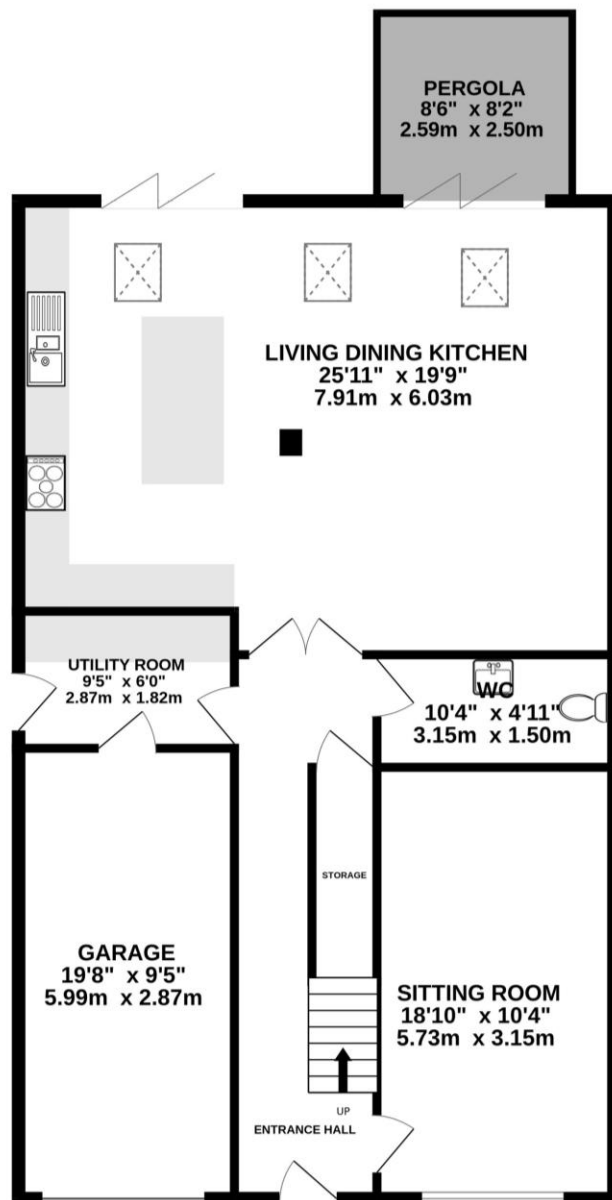 PERGOLA
8'6" x 8'2"
2.59m x 2.50m
LIVING DINING KITCHEN
25'11" x 19'9"
7.91m x 6.03m
UTILITY ROOM
9'5" x 6'0"
2.87m x 1.82m
WC
10'4" x 4'11"
3.15m x 1.50m
STORAGE
GARAGE
19'8" x 9'5"
5.99m x 2.87m
SITTING ROOM
18'10" x 10'4"
5.73m x 3.15m
UP
ENTRANCE HALL